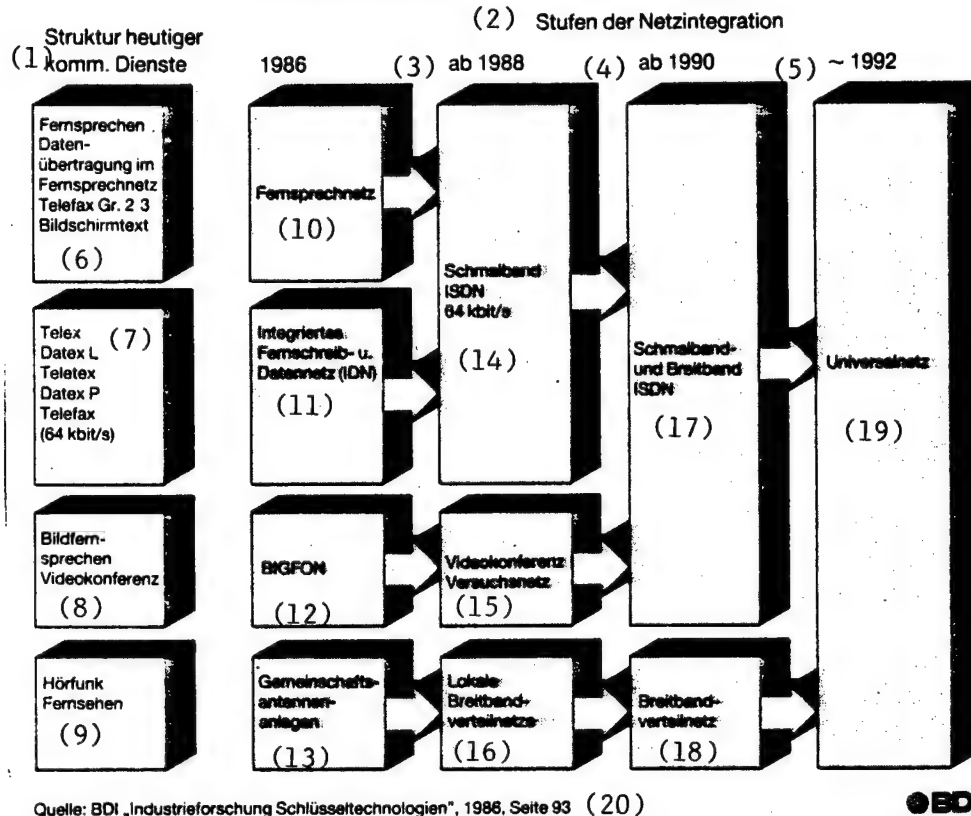 (2) Stufen der Netzintegration
Struktur heutiger
(1) komm. Dienste
1986
(3) ab 1988
(4) ab 1990
(5) ~ 1992
Fernsprechen
Daten-
übertragung im
Fernsprechnetz
Telefax Gr. 2 3
Bildschirmtext
(6)
Fernsprechnetz
(10)
Schmalband
ISDN
64 kbit/s
(14)
Telex (7)
Datex L
Teletex
Datex P
Telefax
(64 kbit/s)
Integriertes
Fernschreib- u.
Datennetz (IDN)
(11)
Schmalband-
und Breitband
ISDN
(17)
Universalnetz
(19)
Bildfern-
sprechen
Videokonferenz
(8)
BIGFON
(12)
Videokonferenz
Versuchsnetz
(15)
Hörfunk
Fernsehen
(9)
Gemeinschafts-
antennen-
anlagen
(13)
Lokale
Breitband-
verteilnetze
(16)
Breitband-
verteilnetz
(18)
Quelle: BDI „Industrieforschung Schlüsseltechnologien", 1986, Seite 93 (20)
BD